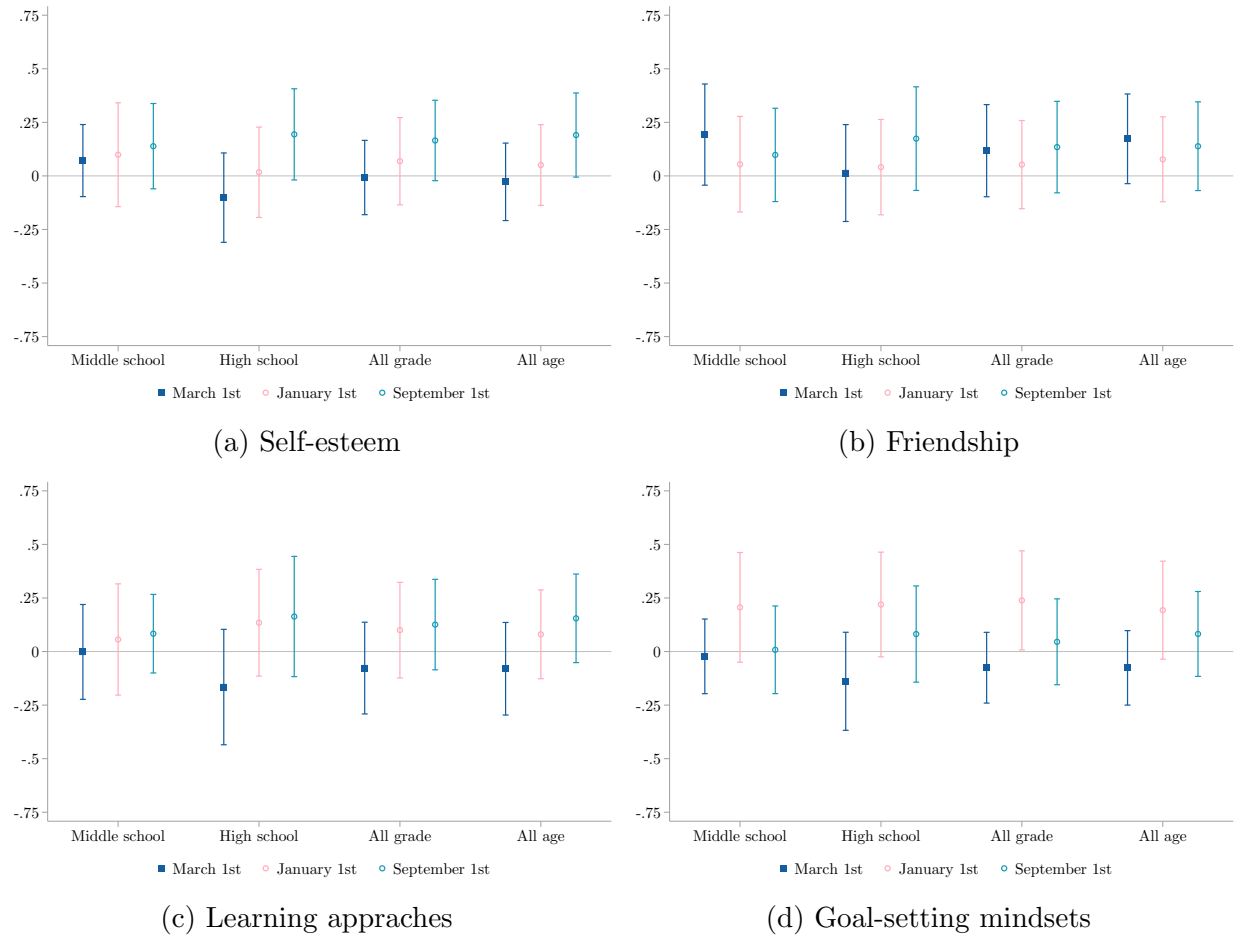 .75
.5
.25
0
-.25
-.5
-.75
Middle school High school All grade All age
March 1st January 1st September 1st
(a) Self-esteem
.75
.5
.25
0
-.25
-.5
-.75
Middle school High school All grade All age
March 1st January 1st September 1st
(b) Friendship
.75
.5
.25
0
-.25
-.5
-.75
Middle school High school All grade All age
March 1st January 1st September 1st
(c) Learning appraches
.75
.5
.25
0
-.25
-.5
-.75
Middle school High school All grade All age
March 1st January 1st September 1st
(d) Goal-setting mindsets